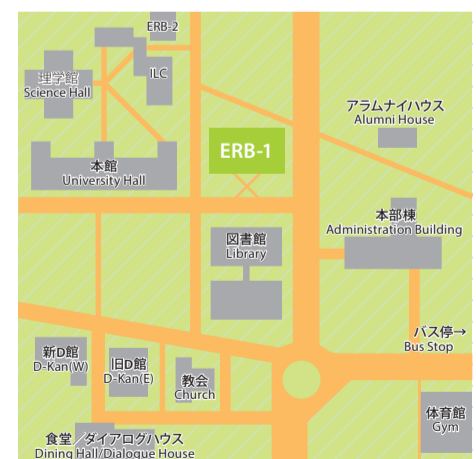 ERB-2
理学館
Science Hall
ILC
アラムナイハウス
Alumni House
ERB-1
本館
University Hall
本部棟
Administration Building
図書館
Library
バス停→
Bus Stop
新D館
D-Kan(W)
旧D館
D-Kan(E)
教会
Church
体育館
Gym
食堂／ダイアログハウス
Dining Hall/Dialogue House